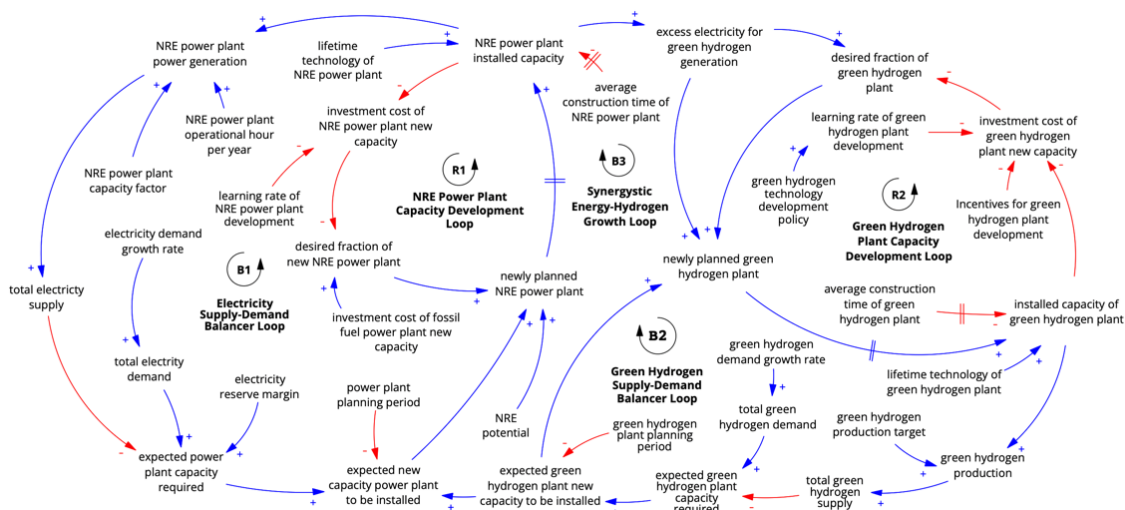 NRE power plant
power generation
lifetime
technology of
NRE power plant
NRE power plant
installed capacity
excess electricity for
green hydrogen
generation
desired fraction of
green hydrogen
plant
average
construction time of
NRE power plant
investment cost of
NRE power plant new
capacity
NRE power plant
operational hour
per year
learning rate of green
hydrogen plant
development
investment cost of
green hydrogen
plant new capacity
NRE power plant
capacity factor
R1
NRE Power Plant
Capacity Development
Loop
B3
Synergystic
Energy-Hydrogen
Growth Loop
green hydrogen
technology
development
policy
R2
Green Hydrogen
Plant Capacity
Development Loop
Incentives for green
hydrogen plant
development
learning rate of
NRE power plant
development
electricity demand
growth rate
desired fraction of
new NRE power plant
newly planned green
hydrogen plant
B1
Electricity
Supply-Demand
Balancer Loop
total electricty
supply
newly planned
NRE power plant
average construction
time of green
hydrogen plant
installed capacity of
green hydrogen plant
investment cost of fossil
fuel power plant new
capacity
B2
Green Hydrogen
Supply-Demand
Balancer Loop
green hydrogen
demand growth rate
total electrity
demand
electricity
reserve margin
power plant
planning period
lifetime technology of
green hydrogen plant
NRE
potential
green hydrogen
plant planning
period
total green
hydrogen demand
green hydrogen
production target
expected power
plant capacity
required
expected new
capacity power plant
to be installed
expected green
hydrogen plant new
capacity to be installed
expected green
hydrogen plant
capacity
required
total green
hydrogen
supply
green hydrogen
production